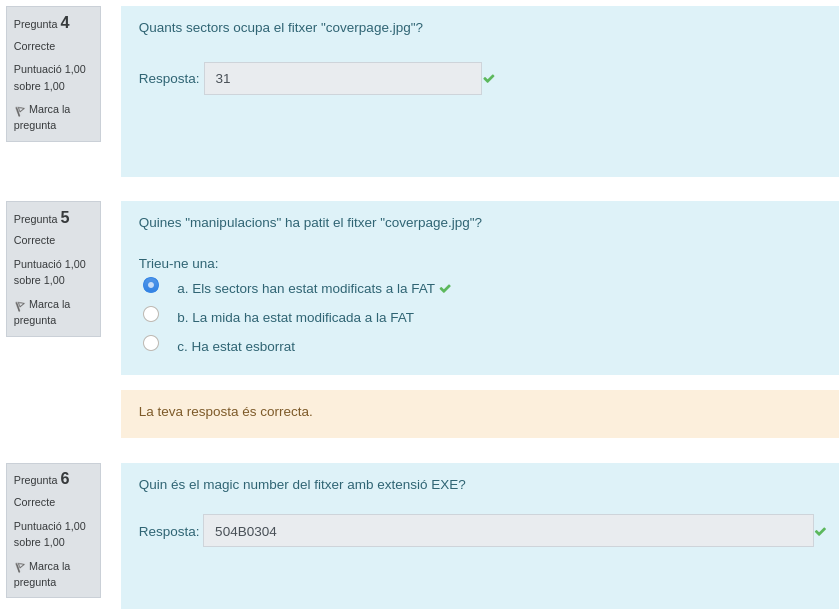 Pregunta 4
Correcte
Puntuació 1,00
sobre 1,00
Marca la
pregunta
Quants sectors ocupa el fitxer "coverpage.jpg"?
Resposta: 31
Pregunta 5
Correcte
Puntuació 1,00
sobre 1,00
Marca la
pregunta
Quines "manipulacions" ha patit el fitxer "coverpage.jpg"?
Trieu-ne una:
a. Els sectors han estat modificats a la FAT
b. La mida ha estat modificada a la FAT
c. Ha estat esborrat
La teva resposta és correcta.
Pregunta 6
Correcte
Puntuació 1,00
sobre 1,00
Marca la
pregunta
Quin és el magic number del fitxer amb extensió EXE?
Resposta: 504B0304